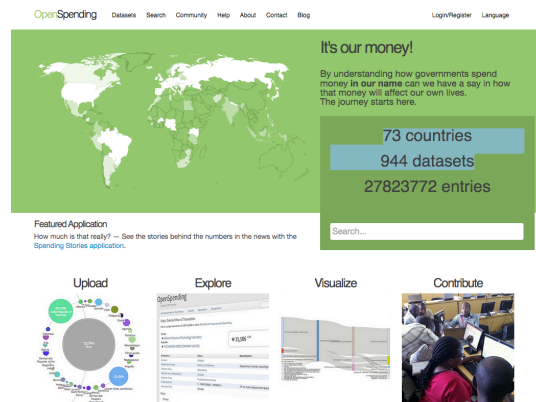 OpenSpending Datasets Search Community Help About Contact Blog Login/Register Language
It's our money!
By understanding how governments spend
money in our name can we have a say in how
that money will affect our own lives.
The journey starts here.
73 countries
944 datasets
27823772 entries
Search...
Featured Application
How much is that really? — See the stories behind the numbers in the news with the
Spending Stories application.
Upload Explore Visualize Contribute
OpenSpending